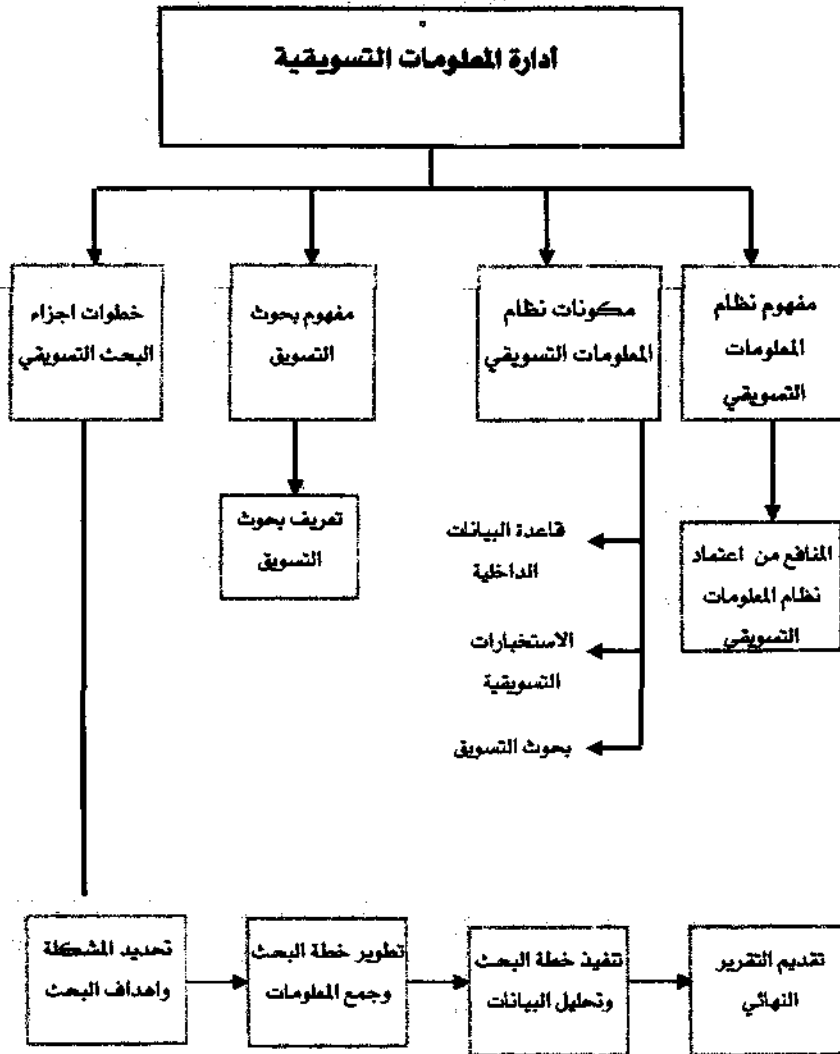 أدارة المعلومات التسويقية
مفهوم نظام
المعلومات
التسويقي
مكونات نظام
المعلومات التسويقي
مفهوم بحوث
التسويق
خطوات اجزاء
البحث التسويقي
المنافع من اعتماد
نظام المعلومات
التسويقي
قاعدة البيانات
الداخلية
الاستخبارات
التسويقية
بحوث التسويق
تعريف بحوث
التسويق
تحديد المشكلة
واهداف البحث
تطوير خطة البحث
وجمع المعلومات
تنفيذ خطة البحث
وتحليل البيانات
تقديم التقرير
النهائي